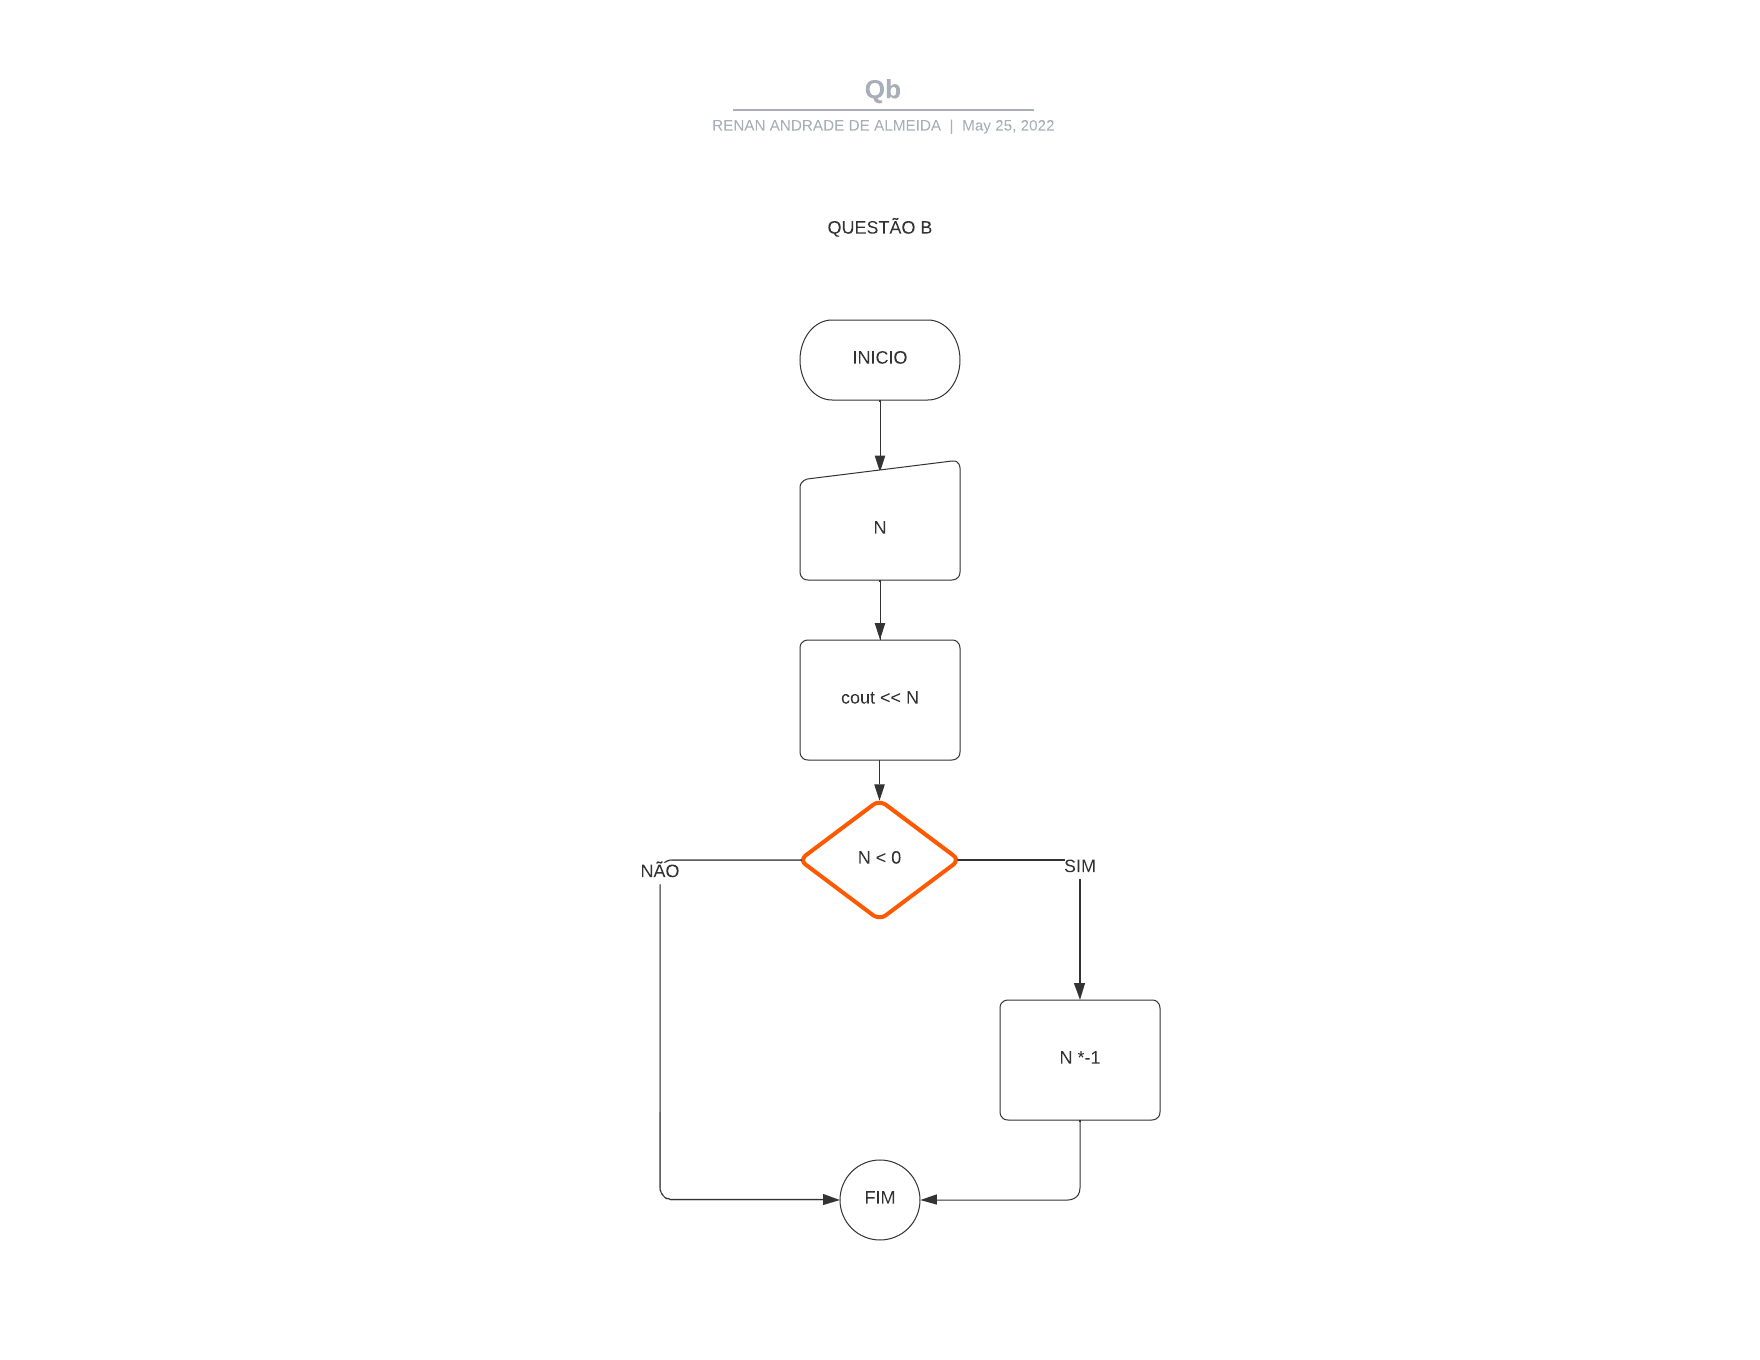 Qb
RENAN ANDRADE DE ALMEIDA | May 25, 2022
QUESTÃO B
INICIO
N
cout << N
N < 0
NÃO
SIM
N *-1
FIM